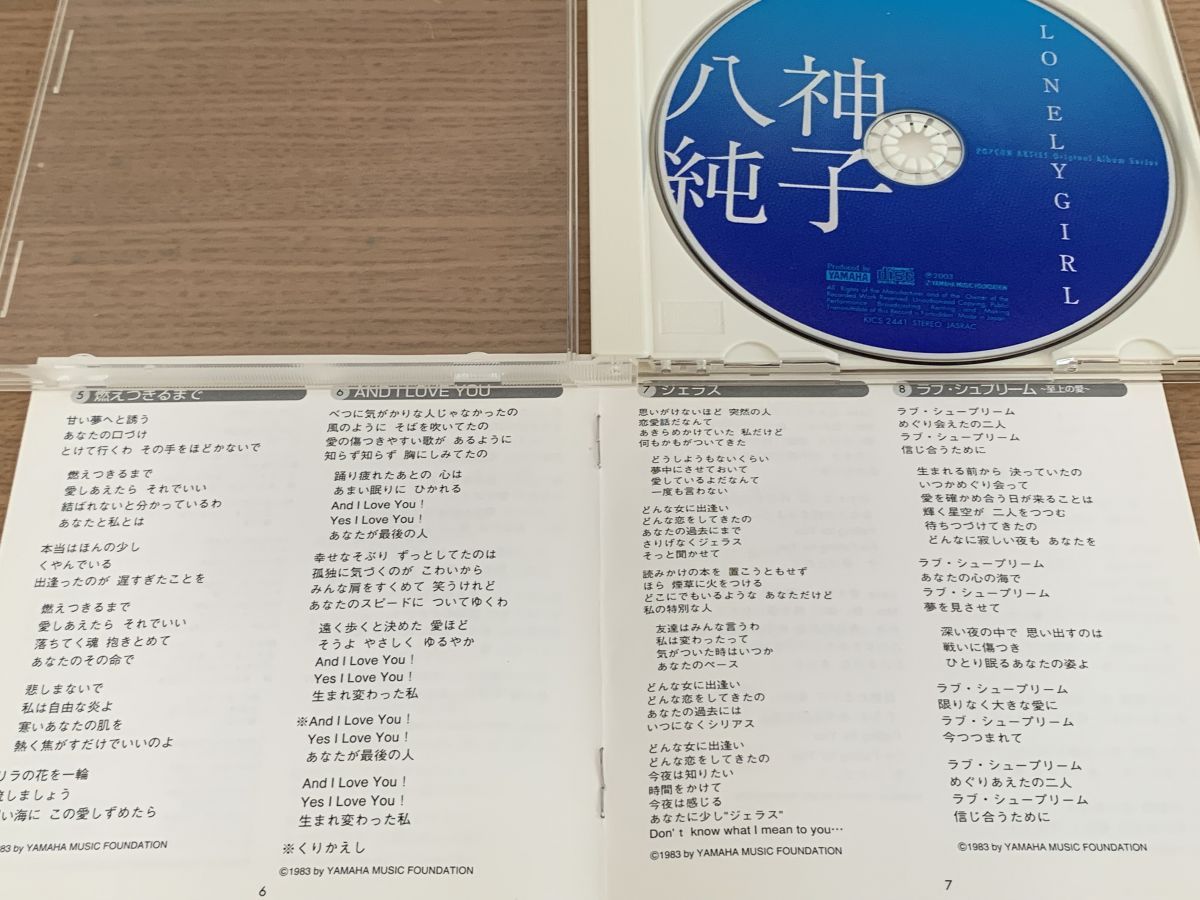 八神
純子
LONELY GIRL
POPCON ARTISTS Original Album Series
Produced by
YAMAHA
COMPACT
disc
DIGITAL AUDIO
℗2003
YAMAHA MUSIC FOUNDATION
All Rights of the Manufacturer and of the Owner of the
Recorded Work Reserved. Unauthorized Copying, Public
Performance, Broadcasting, Renting and Making
Transmittable of this Record is Forbidden. Made in Japan.
KICS 2441 STEREO JASRAC
5 燃えつきるまで
甘い夢へと誘う
あなたの口づけ
とけて行くわ その手をほどかないで
燃えつきるまで
愛しあえたら それでいい
結ばれないと分かっているわ
あなたと私とは
本当はほんの少し
くやんでいる
出逢ったのが 遅すぎたことを
燃えつきるまで
愛しあえたら それでいい
落ちてく魂 抱きとめて
あなたのその命で
悲しまないで
私は自由な炎よ
寒いあなたの肌を
熱く焦がすだけでいいのよ
リラの花を一輪
しましょう
い海に この愛しずめたら
83 by YAMAHA MUSIC FOUNDATION
6
6 AND I LOVE YOU
べつに気がかりな人じゃなかったの
風のように そばを吹いてたの
愛の傷つきやすい歌が あるように
知らず知らず 胸にしみてたの
踊り疲れたあとの 心は
あまい眠りに ひかれる
And I Love You！
Yes I Love You！
あなたが最後の人
幸せなそぶり ずっとしてたのは
孤独に気づくのが こわいから
みんな肩をすくめて 笑うけれど
あなたのスピードに ついてゆくわ
遠く歩くと決めた 愛ほど
そうよ やさしく ゆるやか
And I Love You！
Yes I Love You！
生まれ変わった私
※And I Love You！
Yes I Love You！
あなたが最後の人
And I Love You！
Yes I Love You！
生まれ変わった私
※くりかえし
©1983 by YAMAHA MUSIC FOUNDATION
7 ジェラス
思いがけないほど 突然の人
恋愛話だなんて
あきらめかけていた 私だけど
何もかもがついてきた
どうしようもないくらい
夢中にさせておいて
愛しているよだなんて
一度も言わない
どんな女に出逢い
どんな恋をしてきたの
あなたの過去にまで
さりげなくジェラス
そっと聞かせて
読みかけの本を 置こうともせず
ほら 煙草に火をつける
どこにでもいるような あなただけど
私の特別な人
友達はみんな言うわ
私は変わったって
気がついた時はいつか
あなたのペース
どんな女に出逢い
どんな恋をしてきたの
あなたの過去には
いつになくシリアス
どんな女に出逢い
どんな恋をしてきたの
今夜は知りたい
時間をかけて
今夜は感じる
あなたに少し"ジェラス"
Don't know what I mean to you…
©1983 by YAMAHA MUSIC FOUNDATION
8 ラブ・シュプリーム 〜至上の愛〜
ラブ・シュープリーム
めぐり会えた二人
ラブ・シュープリーム
信じ合うために
生まれる前から 決っていたの
いつかめぐり会って
愛を確かめ合う日が来ることは
輝く星空が 二人をつつむ
待ちつづけてきたの
どんなに寂しい夜も あなたを
ラブ・シュープリーム
あなたの心の海で
ラブ・シュープリーム
夢を見させて
深い夜の中で 思い出すのは
戦いに傷つき
ひとり眠るあなたの姿よ
ラブ・シュープリーム
限りなく大きな愛に
ラブ・シュープリーム
今つつまれて
ラブ・シュープリーム
めぐりあえたの二人
ラブ・シュープリーム
信じ合うために
©1983 by YAMAHA MUSIC FOUNDATION
7